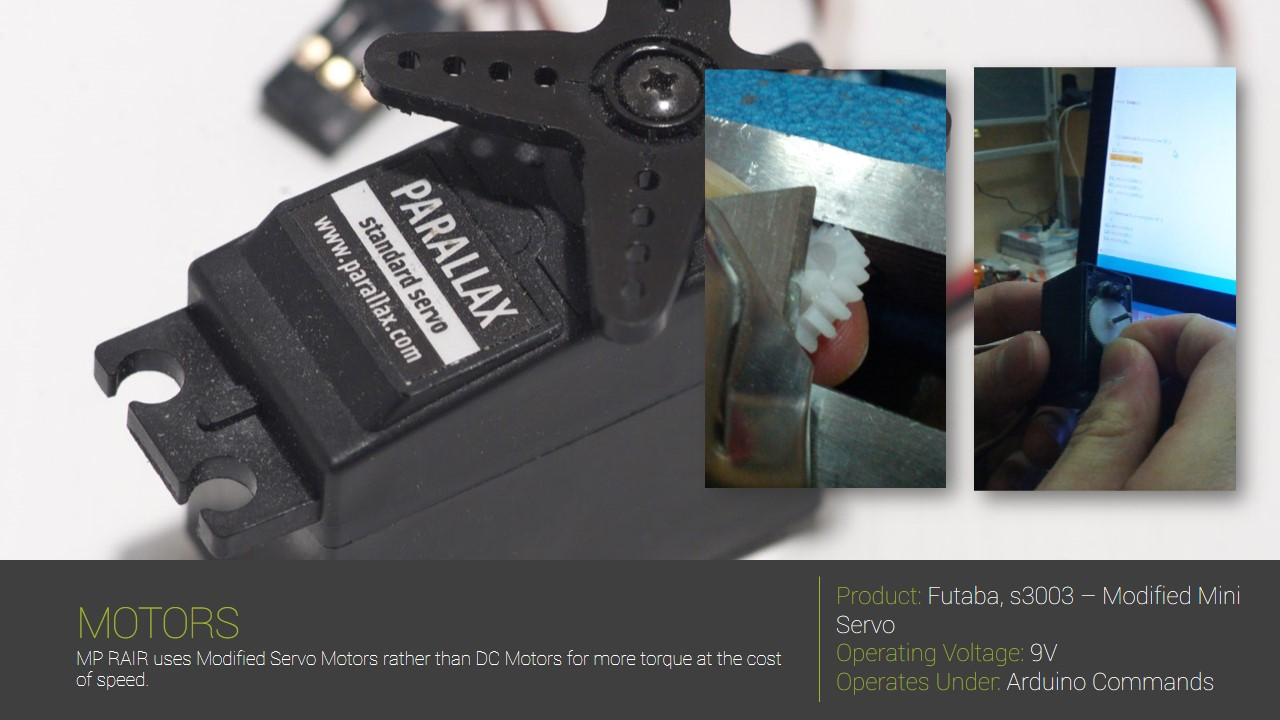 PARALLAX
standard servo
www.parallax.com
MOTORS
MP RAIR uses Modified Servo Motors rather than DC Motors for more torque at the cost
of speed.
Product: Futaba, s3003 – Modified Mini
Servo
Operating Voltage: 9V
Operates Under: Arduino Commands